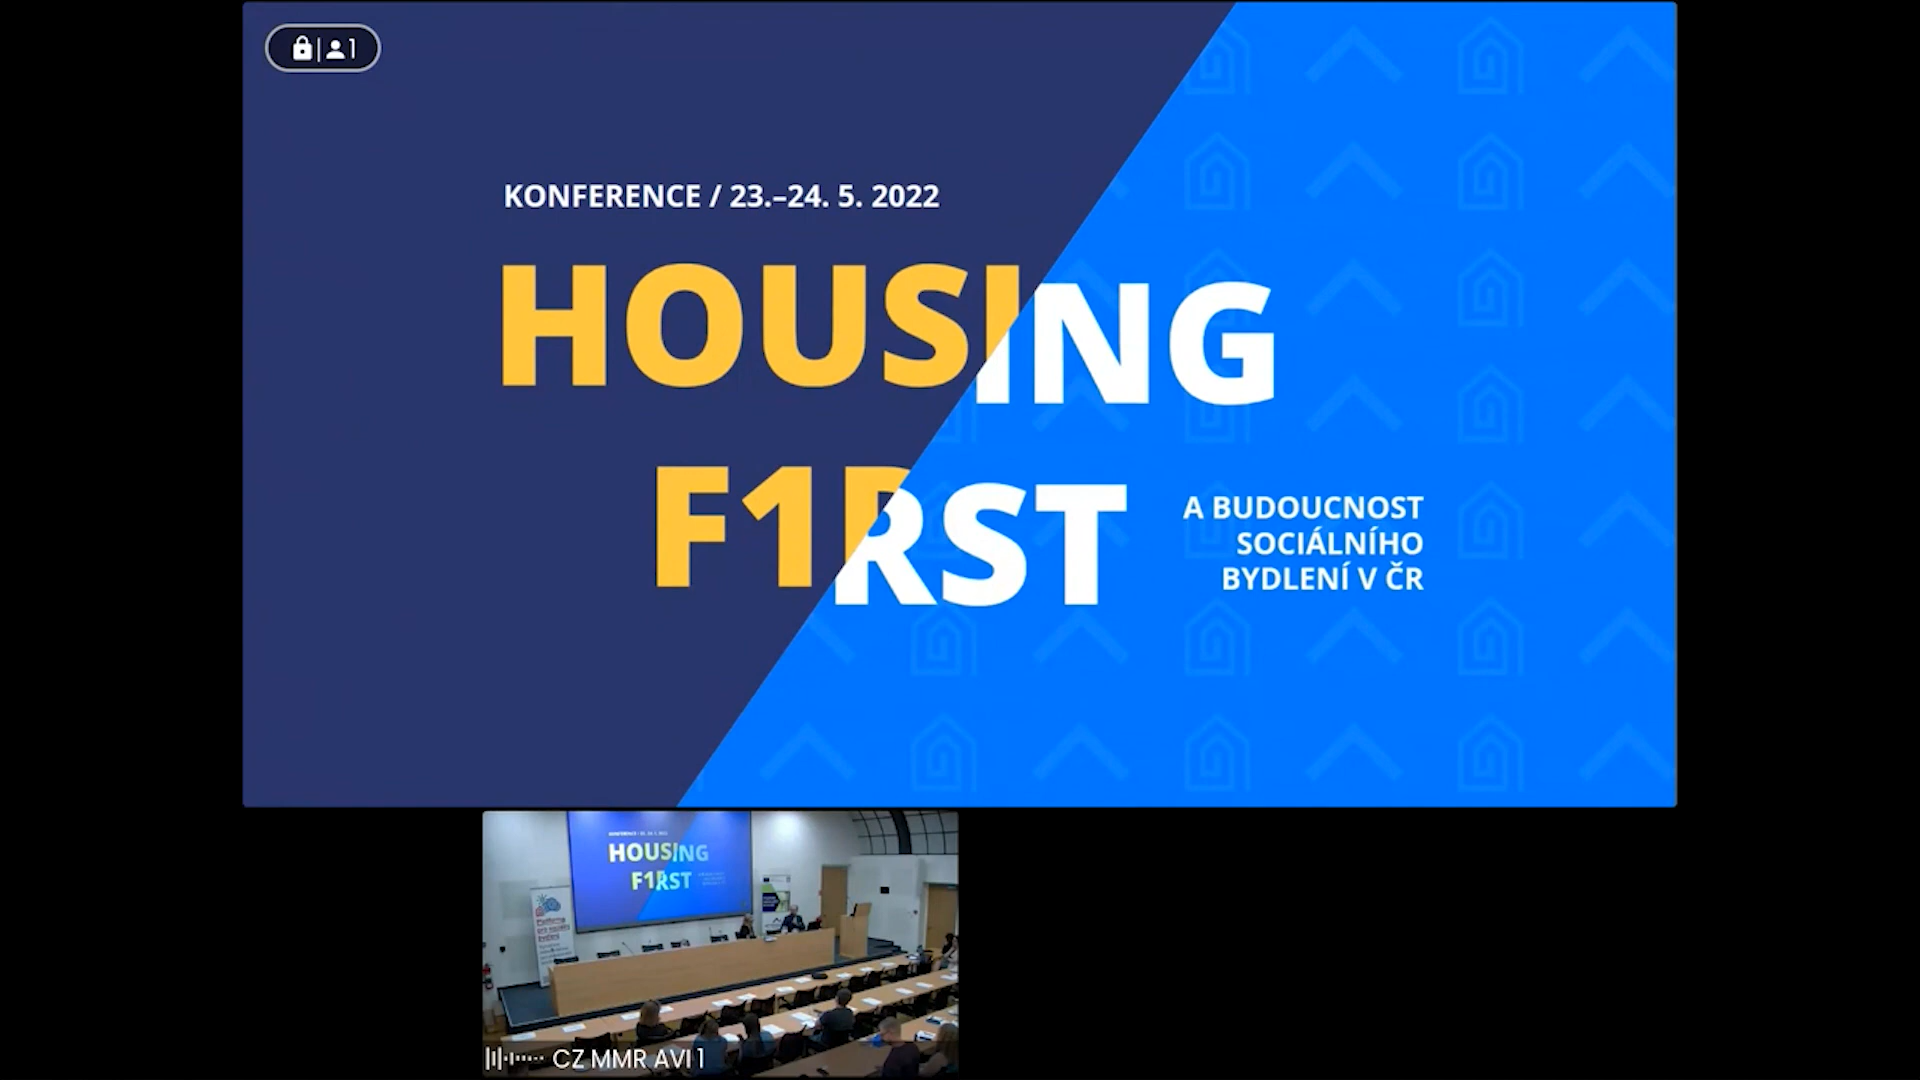 1
KONFERENCE / 23.–24. 5. 2022
HOUSING
F1RST
A BUDOUCNOST
SOCIÁLNÍHO
BYDLENÍ V ČR
HOUSING
F1RST
CZ MMR AVI 1